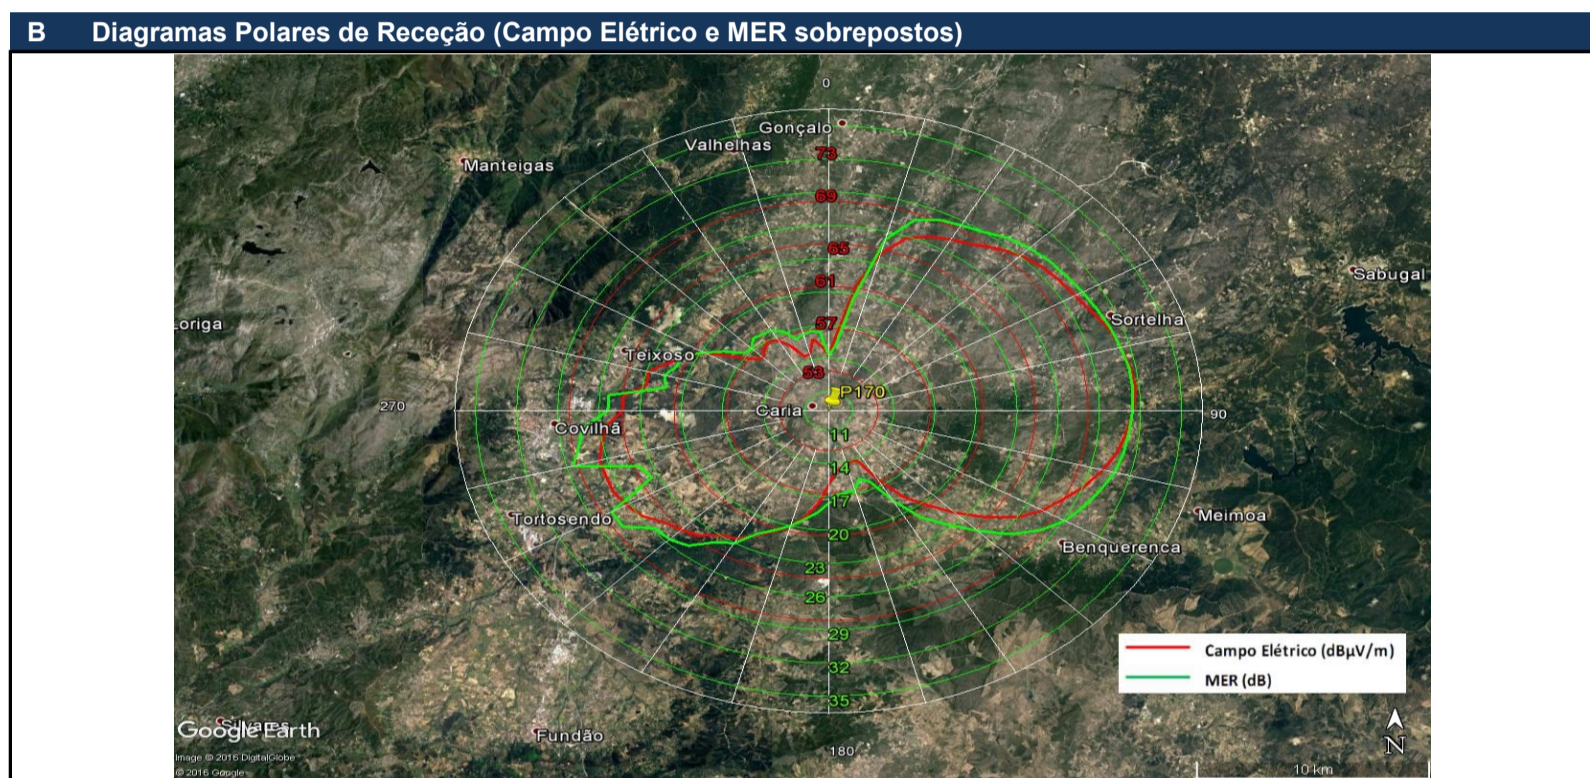 B Diagramas Polares de Receção (Campo Elétrico e MER sobrepostos)
0
Gonçalo
Valhelhas
73
Manteigas
69
65
Sabugal
61
Sortelha
Loriga
57
Teixoso
53
P170
Caria
270
90
Covilhã
11
14
17
Tortosendo
Meimoa
20
Benquerenca
23
26
29
Campo Elétrico (dBµV/m)
32
MER (dB)
35
Silvares
Google Earth
Fundão
180
N
Image © 2016 DigitalGlobe
© 2016 Google
10 km